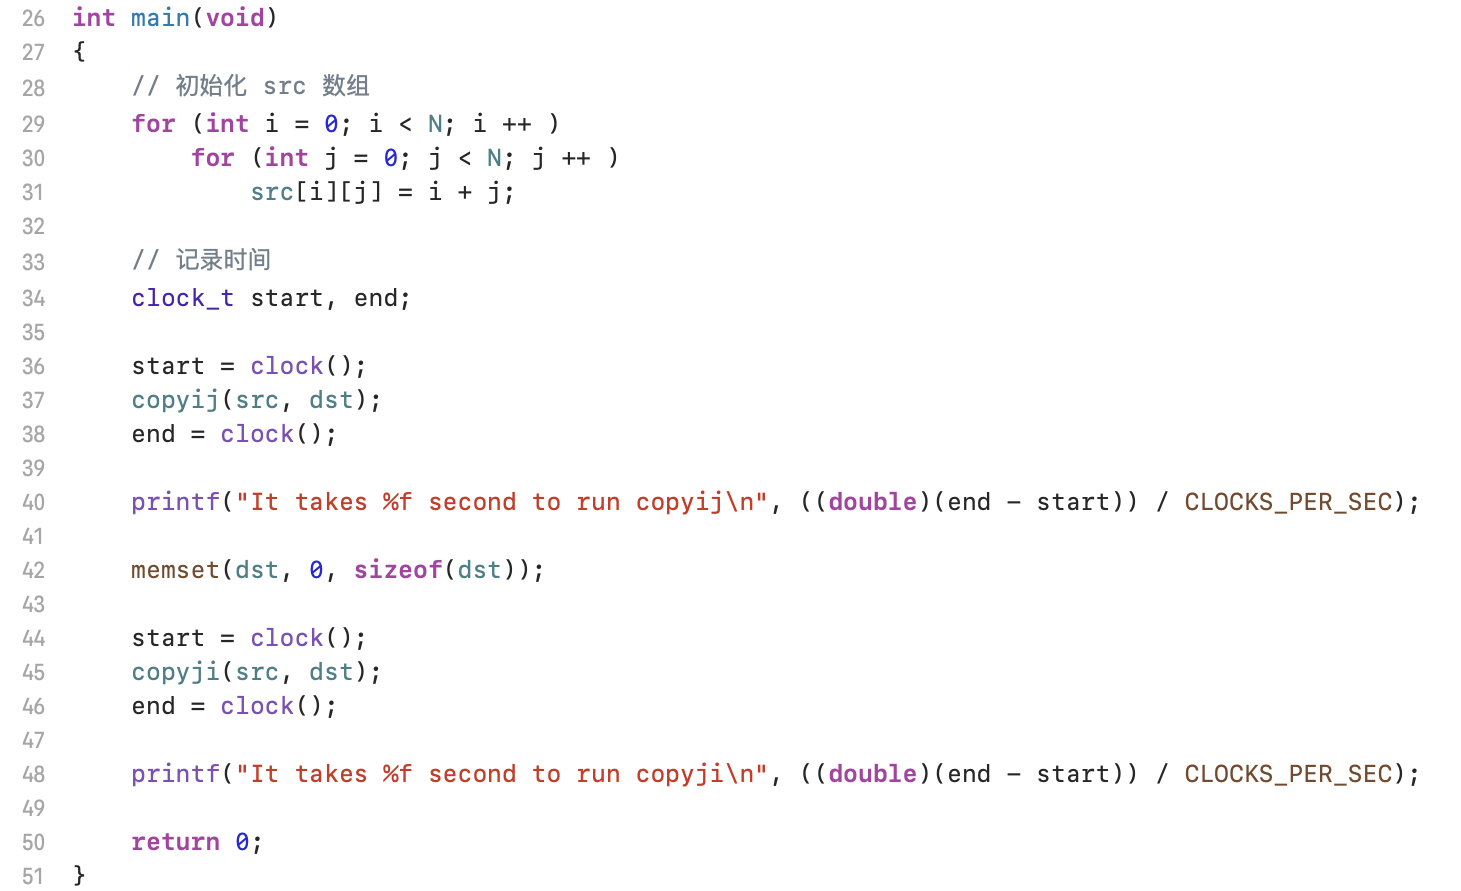 26 int main(void)
27 {
28     // 初始化 src 数组
29     for (int i = 0; i < N; i ++ )
30         for (int j = 0; j < N; j ++ )
31             src[i][j] = i + j;
32
33     // 记录时间
34     clock_t start, end;
35
36     start = clock();
37     copyij(src, dst);
38     end = clock();
39
40     printf("It takes %f second to run copyij\n", ((double)(end - start)) / CLOCKS_PER_SEC);
41
42     memset(dst, 0, sizeof(dst));
43
44     start = clock();
45     copyji(src, dst);
46     end = clock();
47
48     printf("It takes %f second to run copyji\n", ((double)(end - start)) / CLOCKS_PER_SEC);
49
50     return 0;
51 }